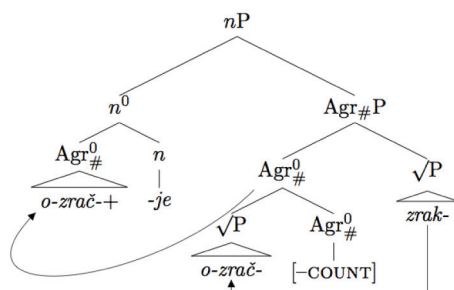 nP
n⁰ Agr#P
Agr⁰# n Agr⁰# √P
o-zrač-+ -je √P Agr⁰# zrak-
o-zrač- [−COUNT]